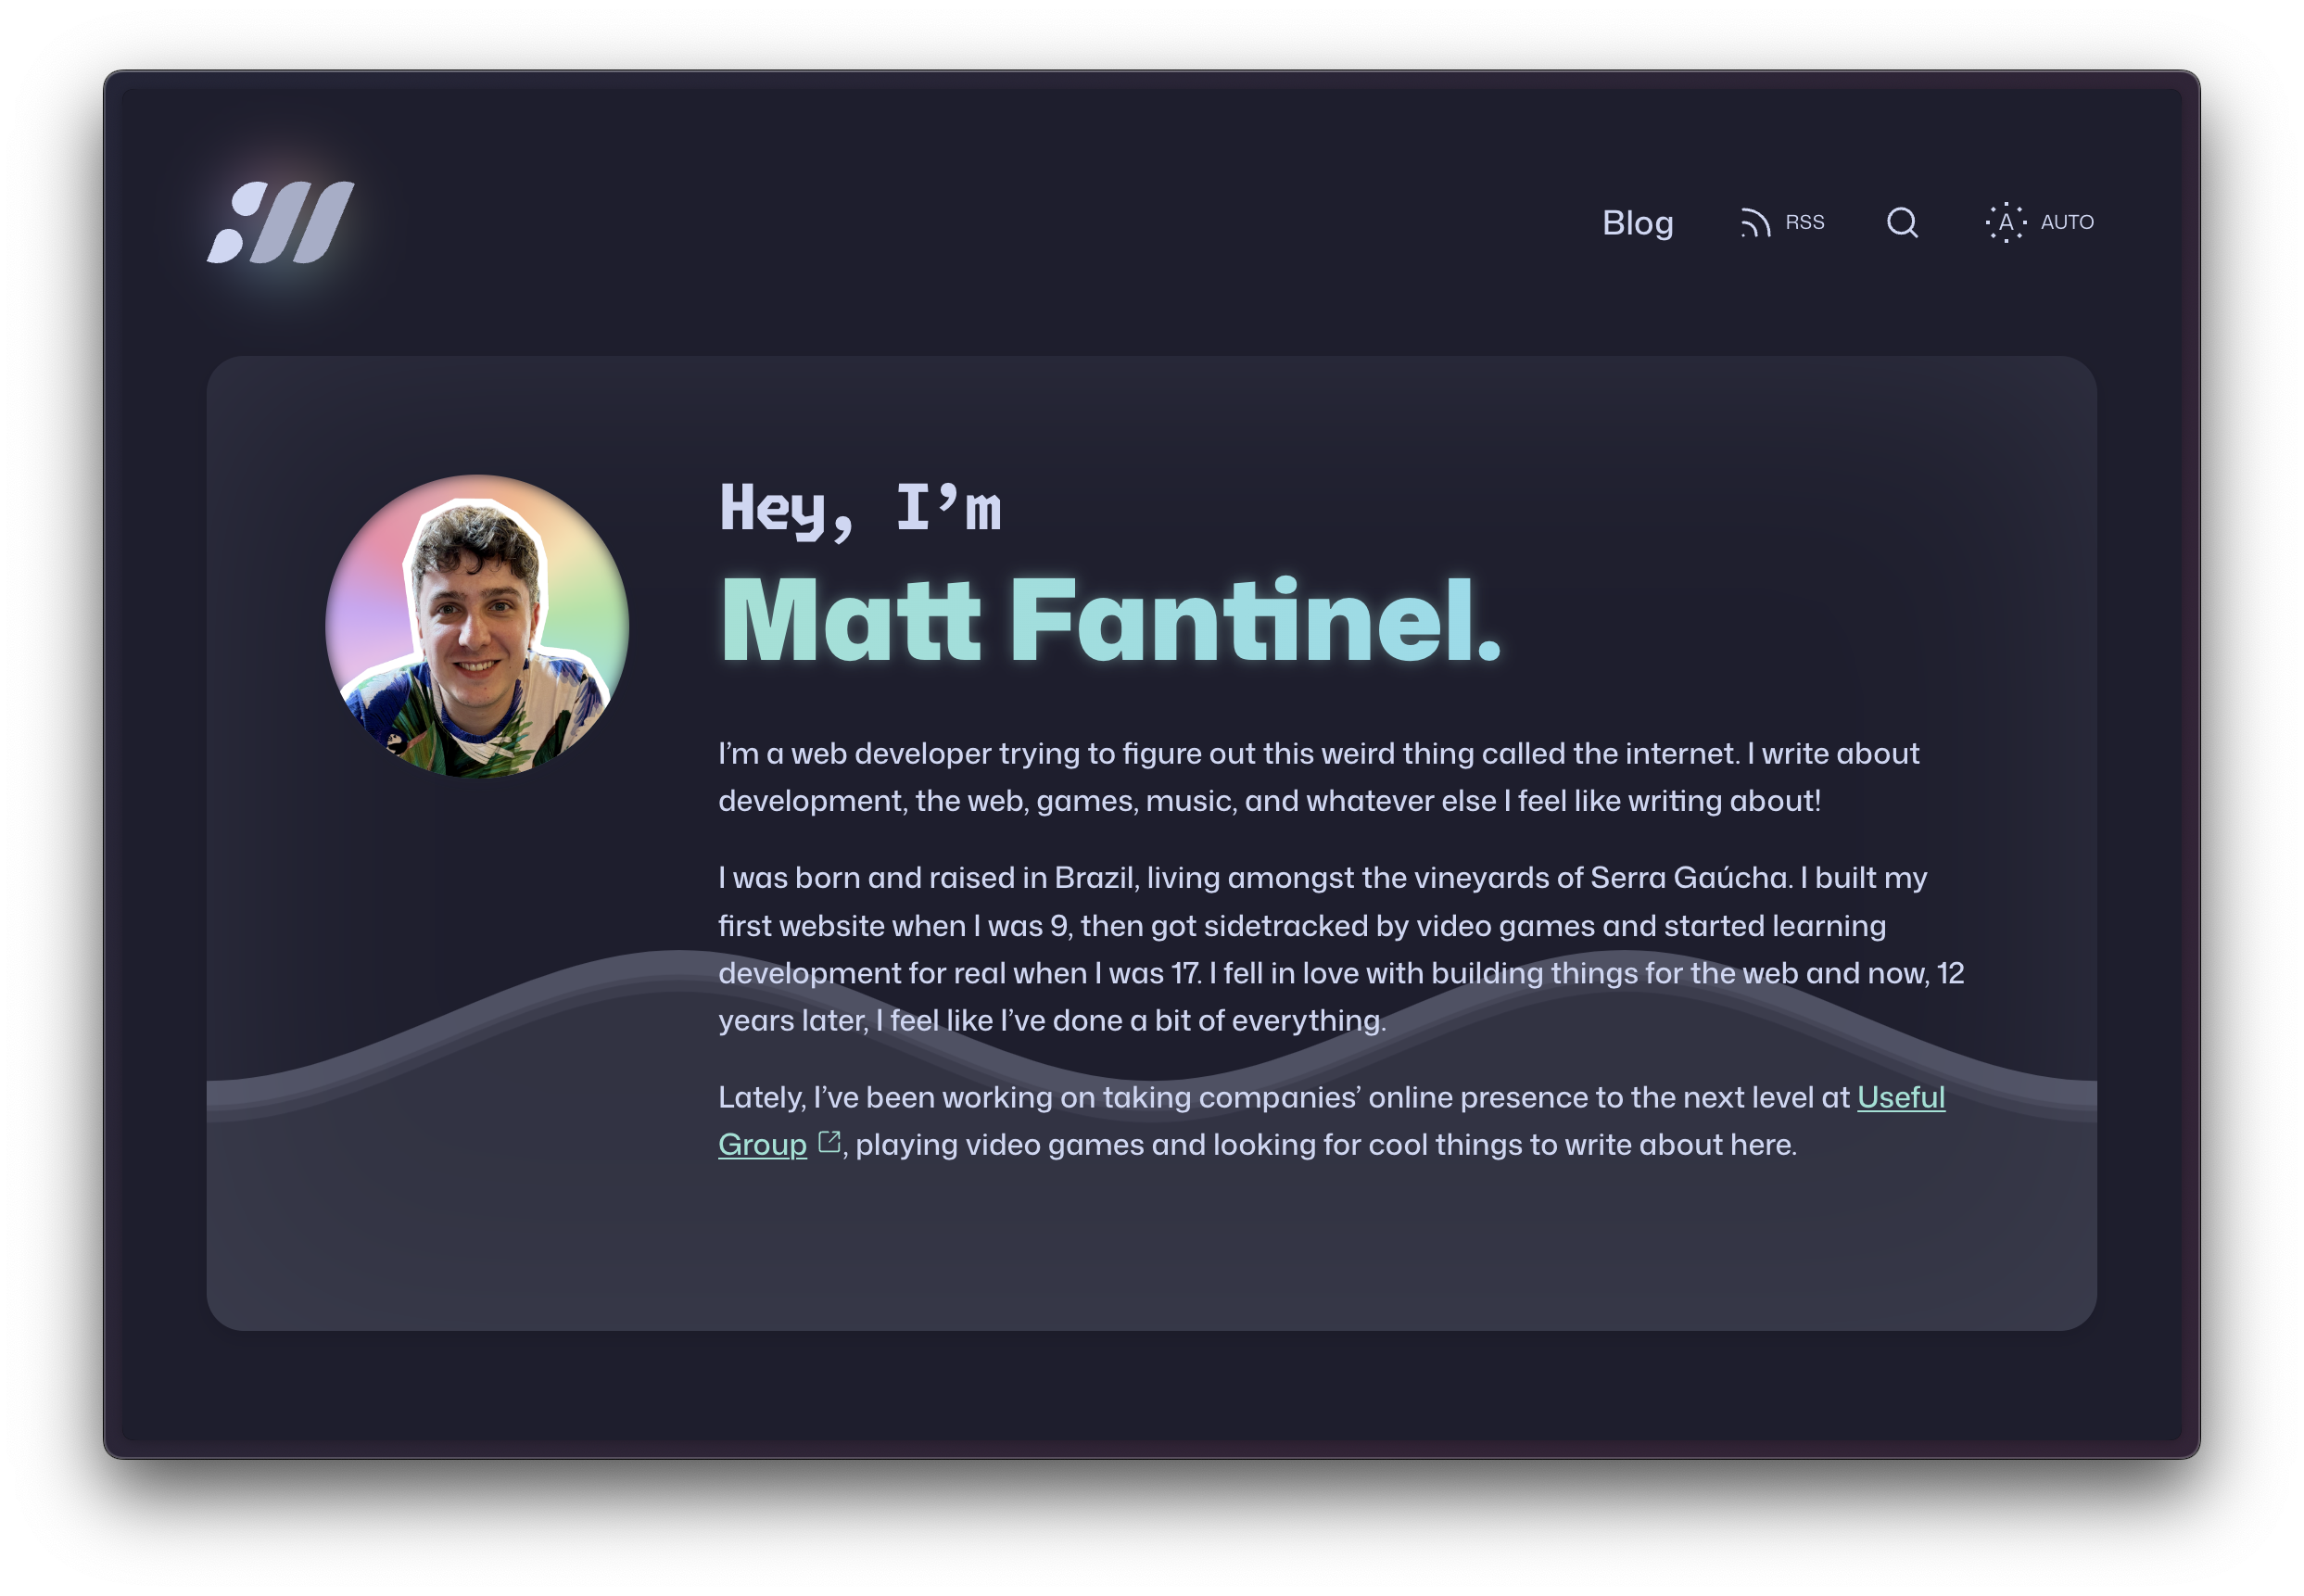 Blog
RSS
A
AUTO
Hey, I’m
Matt Fantinel.
I’m a web developer trying to figure out this weird thing called the internet. I write about
development, the web, games, music, and whatever else I feel like writing about!
I was born and raised in Brazil, living amongst the vineyards of Serra Gaúcha. I built my
first website when I was 9, then got sidetracked by video games and started learning
development for real when I was 17. I fell in love with building things for the web and now, 12
years later, I feel like I’ve done a bit of everything.
Lately, I’ve been working on taking companies’ online presence to the next level at Useful
Group, playing video games and looking for cool things to write about here.